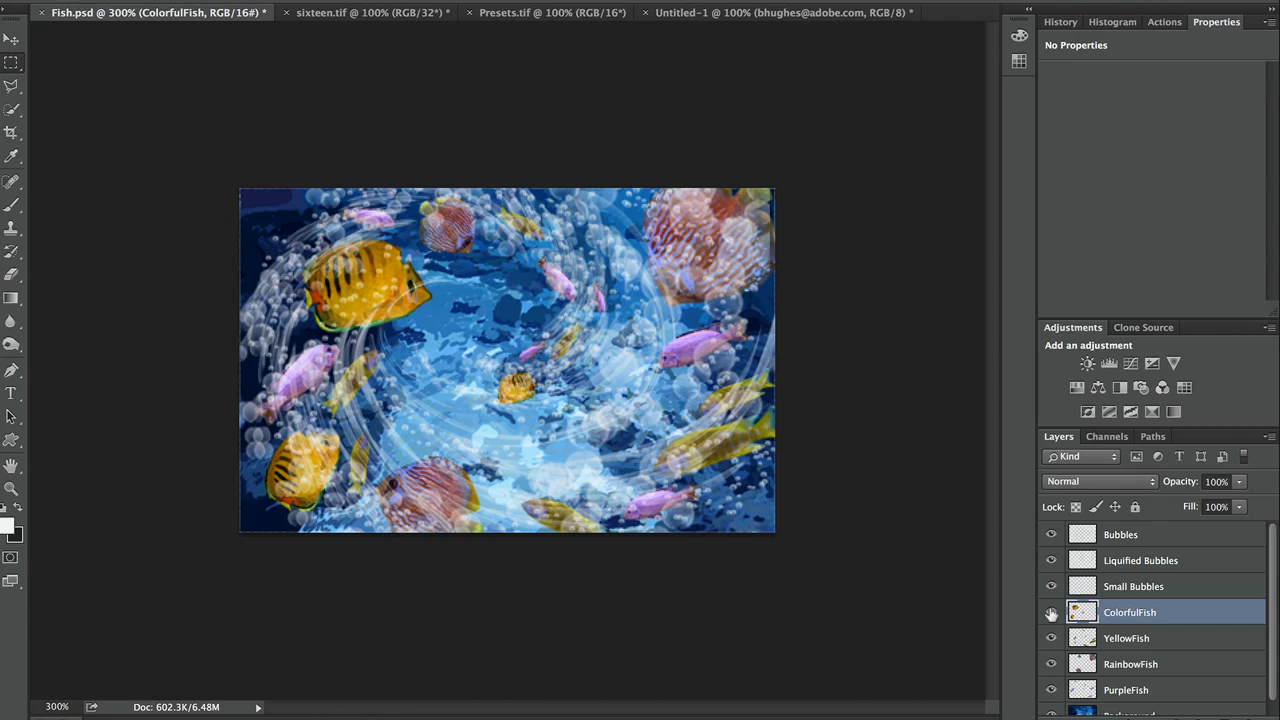 Fish.psd @ 300% (ColorfulFish, RGB/16#) *
sixteen.tif @ 100% (RGB/32*) *
Presets.tif @ 100% (RGB/16*)
Untitled-1 @ 100% (bhughes@adobe.com, RGB/8) *
History
Histogram
Actions
Properties
No Properties
Adjustments
Clone Source
Add an adjustment
Layers
Channels
Paths
Kind
Normal
Opacity: 100%
Lock:
Fill: 100%
Bubbles
Liquified Bubbles
Small Bubbles
ColorfulFish
YellowFish
RainbowFish
PurpleFish
Background
300%
Doc: 602.3K/6.48M